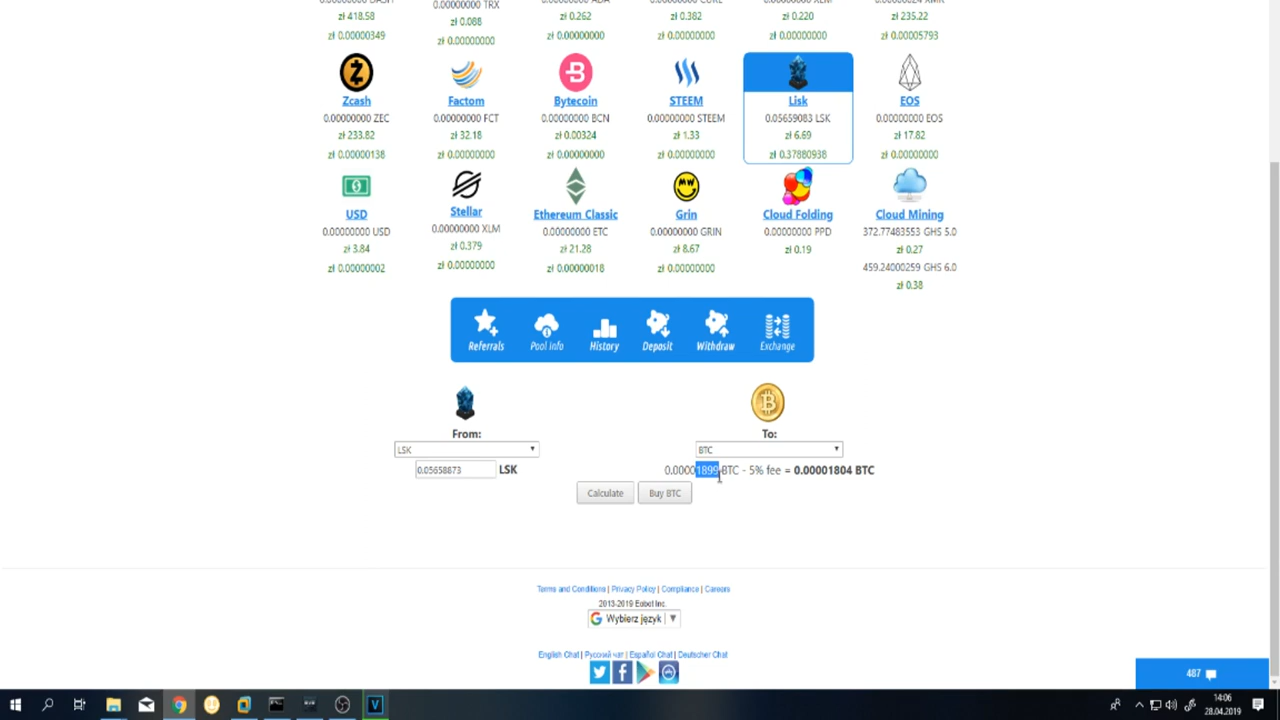 0.00000000 TRX
zł 418.58 zł 0.088 zł 0.262 zł 0.382 zł 0.220 zł 235.22
zł 0.00000349 zł 0.00000000 zł 0.00000000 zł 0.00000000 zł 0.00000000 zł 0.00005793
Zcash Factom Bytecoin STEEM Lisk EOS
0.00000000 ZEC 0.00000000 FCT 0.00000000 BCN 0.00000000 STEEM 0.05659083 LSK 0.00000000 EOS
zł 233.82 zł 32.18 zł 0.00324 zł 1.33 zł 6.69 zł 17.82
zł 0.00000138 zł 0.00000000 zł 0.00000000 zł 0.00000000 zł 0.37880938 zł 0.00000000
MW
USD Stellar Ethereum Classic Grin Cloud Folding Cloud Mining
0.00000000 USD 0.00000000 XLM 0.00000000 ETC 0.00000000 GRIN 0.00000000 PPD 372.77483553 GHS 5.0
zł 3.84 zł 0.379 zł 21.28 zł 8.67 zł 0.19 zł 0.27
zł 0.00000002 zł 0.00000000 zł 0.00000018 zł 0.00000000 459.24000259 GHS 6.0
zł 0.38
Referrals Pool Info History Deposit Withdraw Exchange
From: To:
LSK BTC
0.05658873 LSK 0.00001899 BTC - 5% fee = 0.00001804 BTC
Calculate Buy BTC
Terms and Conditions | Privacy Policy | Compliance | Careers
2013-2019 Eobot Inc.
Wybierz język
English Chat | Русский чат | Español Chat | Deutscher Chat
487
14:06
28.04.2019